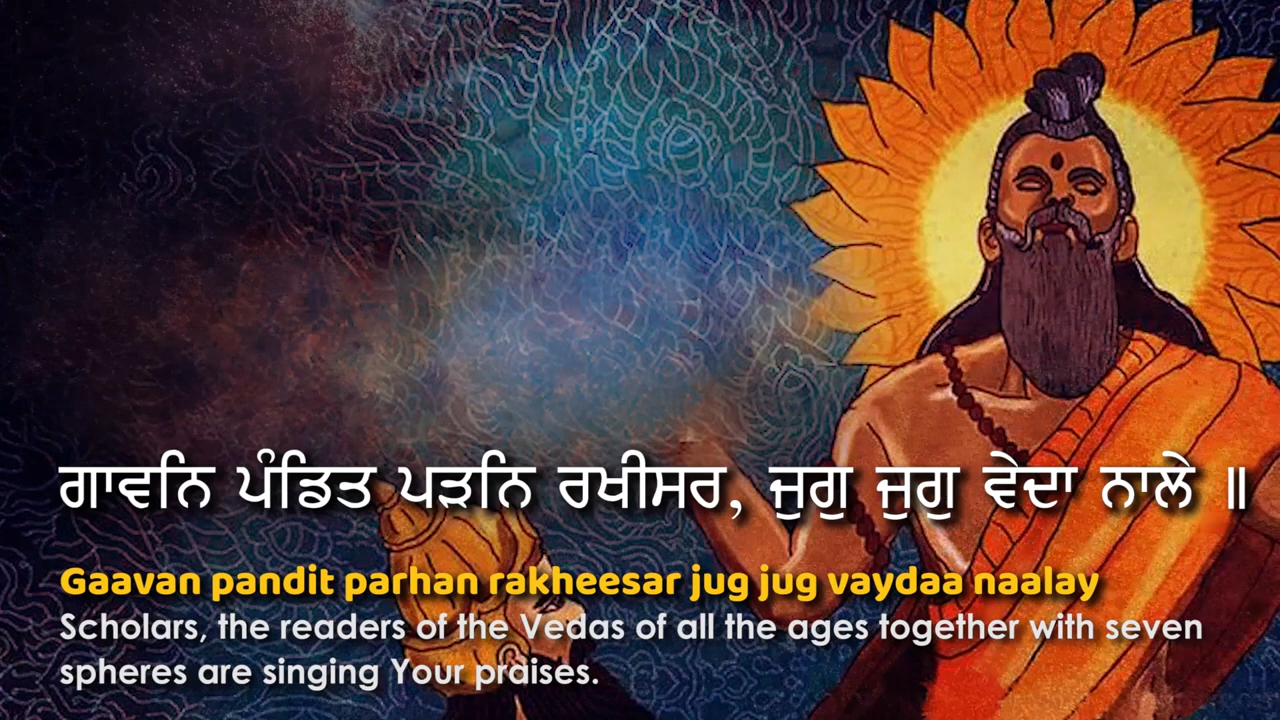 ਗਾਵਨਿ ਪੰਡਿਤ ਪੜਨਿ ਰਖੀਸਰ, ਜੁਗੁ ਜੁਗੁ ਵੇਦਾ ਨਾਲੇ ॥
Gaavan pandit parhan rakheesar jug jug vaydaa naalay
Scholars, the readers of the Vedas of all the ages together with seven
spheres are singing Your praises.